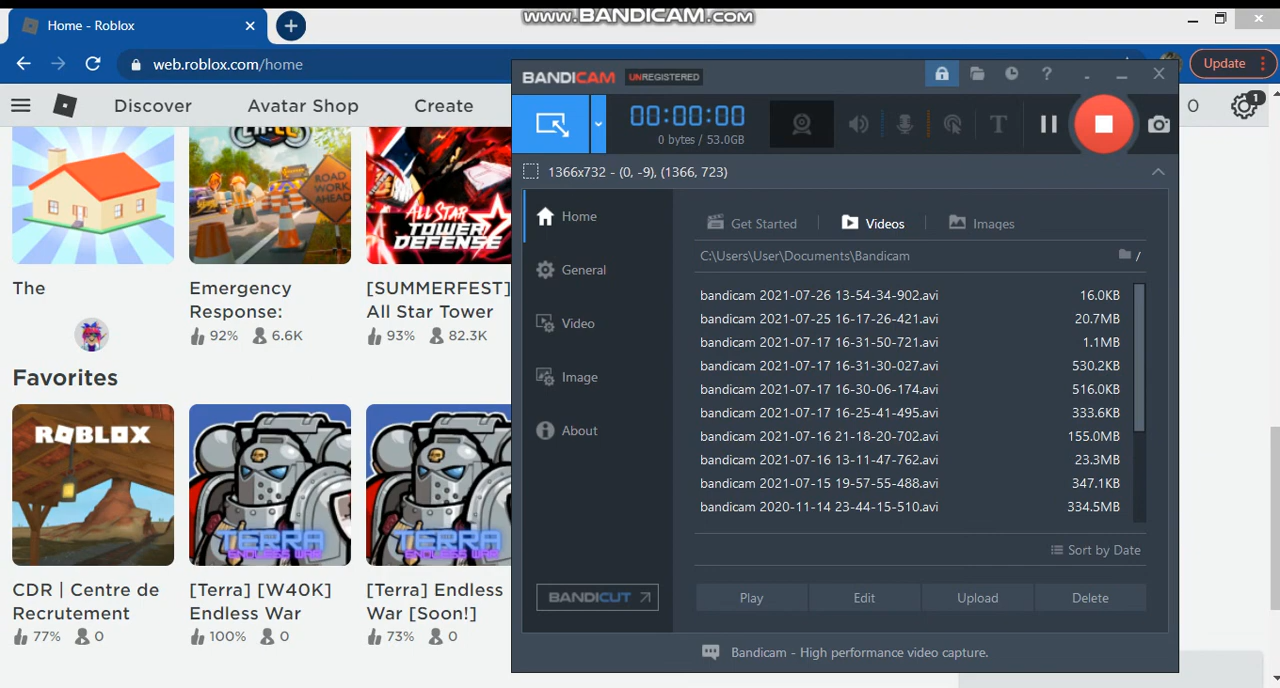 www.BANDICAM.com
Home - Roblox
web.roblox.com/home
Update
Discover
Avatar Shop
Create
0
1
ROAD WORK AHEAD
ALL STAR TOWER DEFENSE
The
Emergency Response:
92% 6.6K
[SUMMERFEST] All Star Tower
93% 82.3K
Favorites
ROBLOX
TERRA
ENDLESS WAR
TERRA
ENDLESS WAR
CDR | Centre de Recrutement
77% 0
[Terra] [W40K] Endless War
100% 0
[Terra] Endless War [Soon!]
73% 0
BANDICAM UNREGISTERED
00:00:00
0 bytes / 53.0GB
1366x732 - (0, -9), (1366, 723)
Home
General
Video
Image
About
BANDICUT
Get Started
Videos
Images
C:\Users\User\Documents\Bandicam
/
bandicam 2021-07-26 13-54-34-902.avi 16.0KB
bandicam 2021-07-25 16-17-26-421.avi 20.7MB
bandicam 2021-07-17 16-31-50-721.avi 1.1MB
bandicam 2021-07-17 16-31-30-027.avi 530.2KB
bandicam 2021-07-17 16-30-06-174.avi 516.0KB
bandicam 2021-07-17 16-25-41-495.avi 333.6KB
bandicam 2021-07-16 21-18-20-702.avi 155.0MB
bandicam 2021-07-16 13-11-47-762.avi 23.3MB
bandicam 2021-07-15 19-57-55-488.avi 347.1KB
bandicam 2020-11-14 23-44-15-510.avi 334.5MB
Sort by Date
Play
Edit
Upload
Delete
Bandicam - High performance video capture.